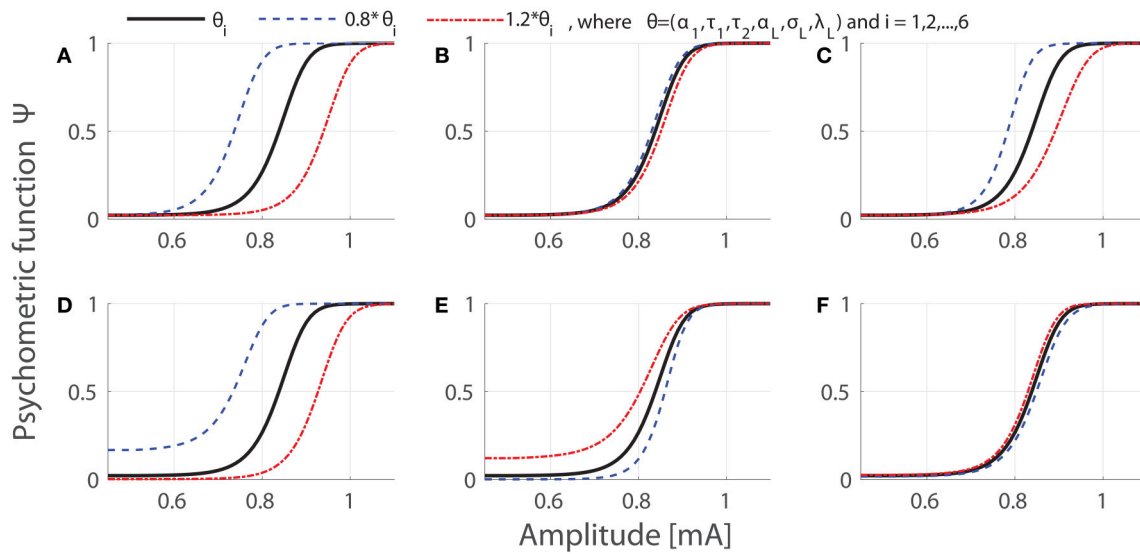 θi 0.8*θi 1.2*θi , where θ=(α1,τ1,τ2,αL,σL,λL) and i = 1,2,...,6
A B C
1 1 1
0.5 0.5 0.5
0 0 0
0.6 0.8 1 0.6 0.8 1 0.6 0.8 1
Psychometric function Ψ
D E F
1 1 1
0.5 0.5 0.5
0 0 0
0.6 0.8 1 0.6 0.8 1 0.6 0.8 1
Amplitude [mA]